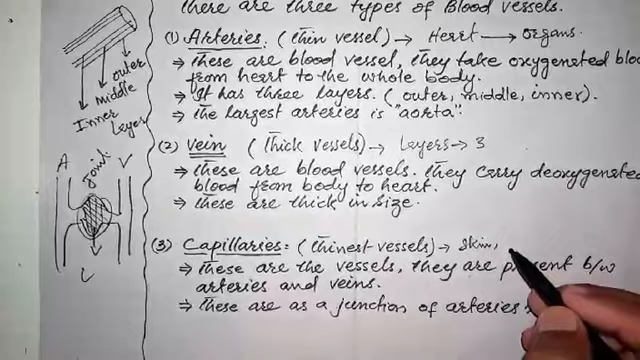 There are three types of Blood vessels.
(1) Arteries. (thin vessel) → Heart → organs.
⇒ These are blood vessel, they take oxygenated bloo
from heart to the whole body.
⇒ It has three layers. (outer, middle, inner).
⇒ The largest arteries is "aorta".
(2) Vein (thick vessels) → Layers → 3
⇒ These are blood vessels. They carry deoxygenated
blood from body to heart.
⇒ These are thick in size.
(3) Capillaries: (thinest vessels) → skin,
⇒ These are the vessels, they are present b/w
arteries and veins.
⇒ These are as a junction of arteries
outer
middle
Inner
Layer
A
joint
V
C